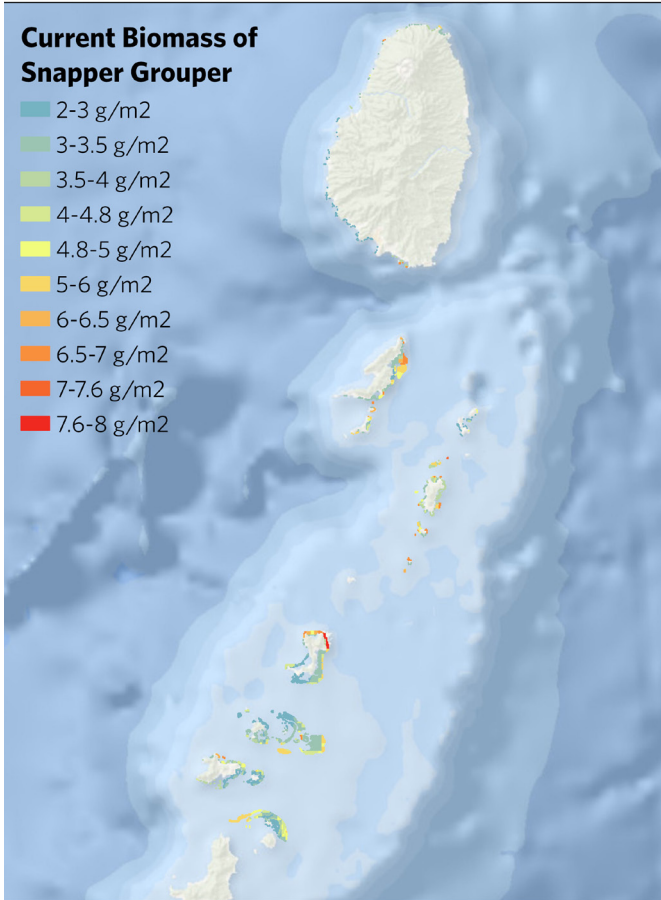 Current Biomass of
Snapper Grouper
2-3 g/m2
3-3.5 g/m2
3.5-4 g/m2
4-4.8 g/m2
4.8-5 g/m2
5-6 g/m2
6-6.5 g/m2
6.5-7 g/m2
7-7.6 g/m2
7.6-8 g/m2